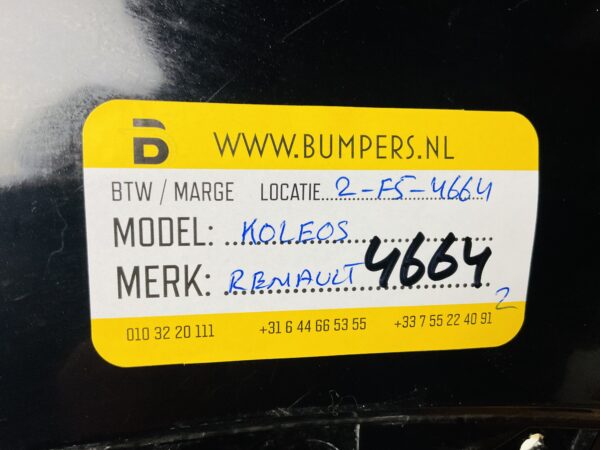 WWW.BUMPERS.NL
BTW / MARGE LOCATIE 2-F5-4664
MODEL: KOLEOS
MERK: RENAULT 4664
2
010 32 20 111 +31 6 44 66 53 55 +33 7 55 22 40 91